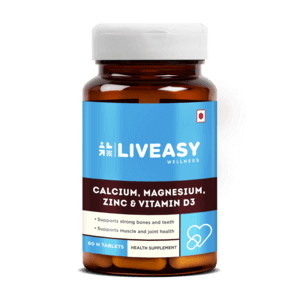 LIVEASY
WELLNESS
CALCIUM, MAGNESIUM,
ZINC & VITAMIN D3
• Supports strong bones and teeth
• Supports muscle and joint health
60 N TABLETS
HEALTH SUPPLEMENT